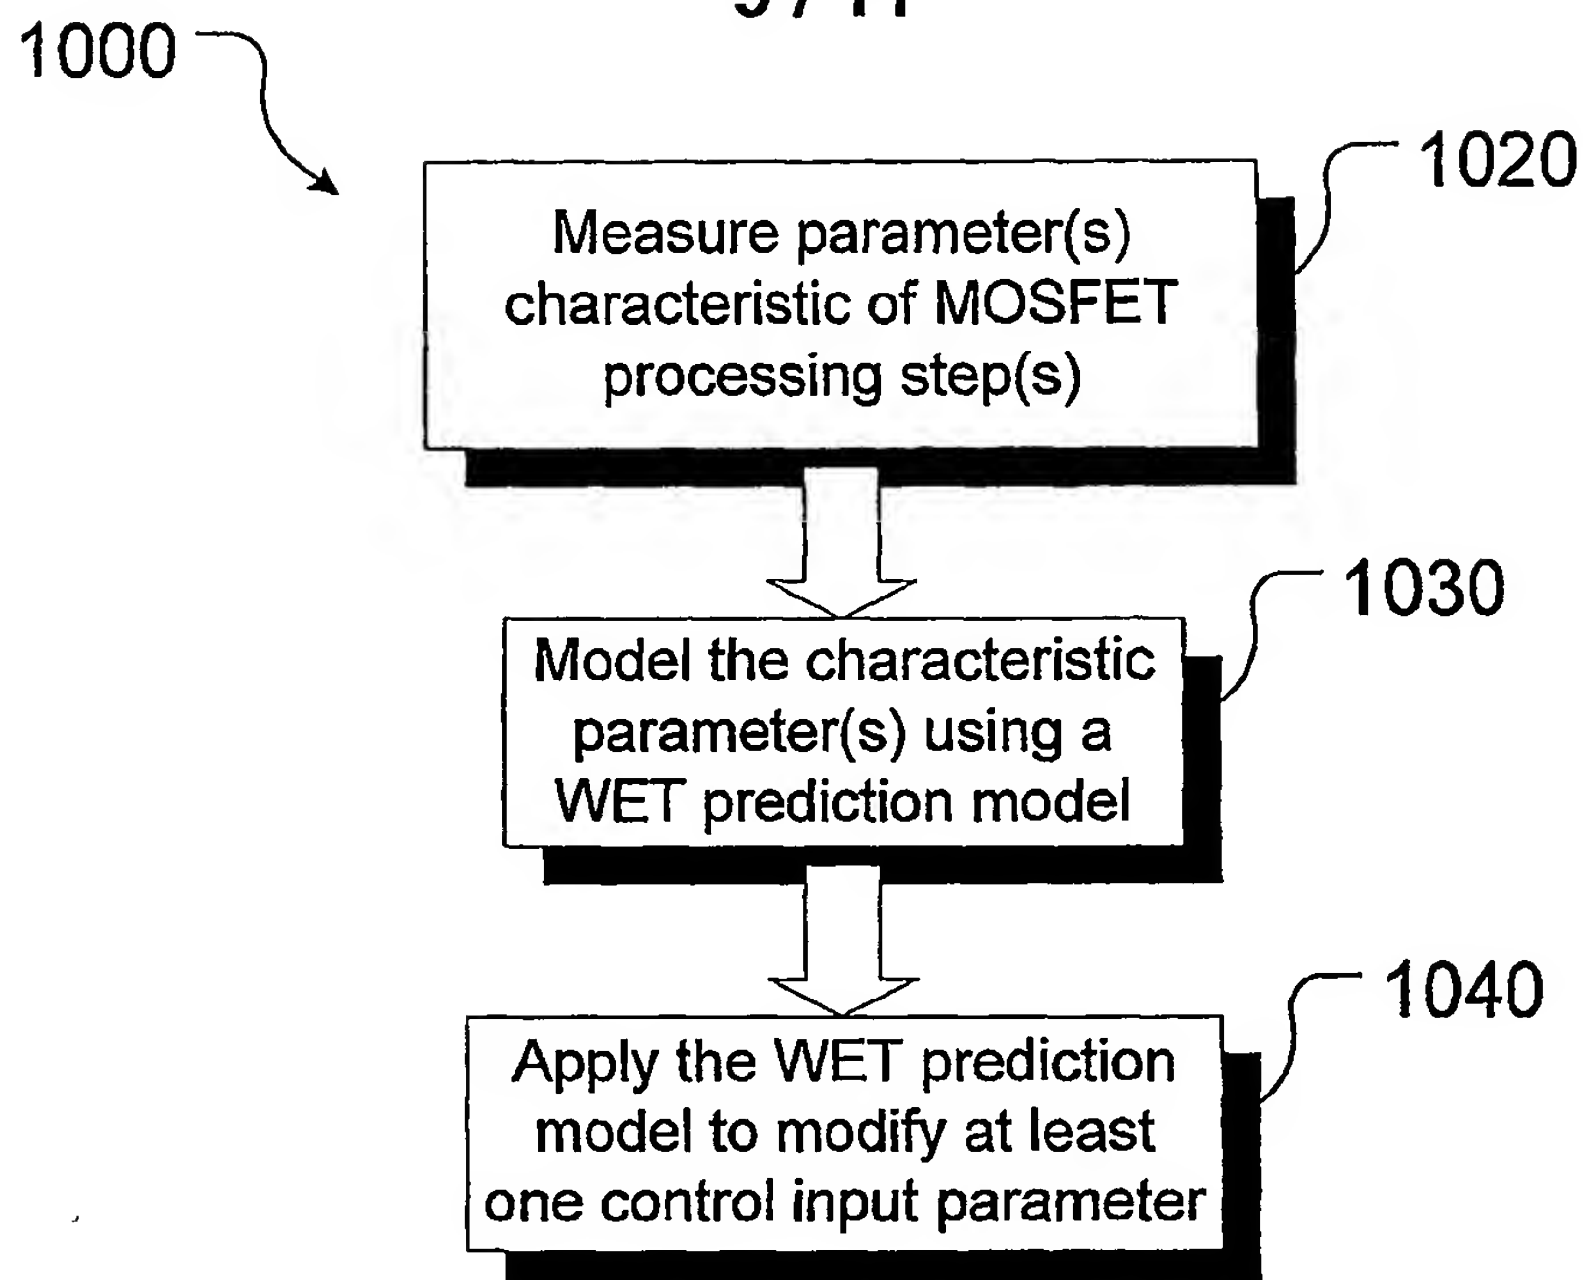 1000
1020
Measure parameter(s)
characteristic of MOSFET
processing step(s)
1030
Model the characteristic
parameter(s) using a
WET prediction model
1040
Apply the WET prediction
model to modify at least
one control input parameter